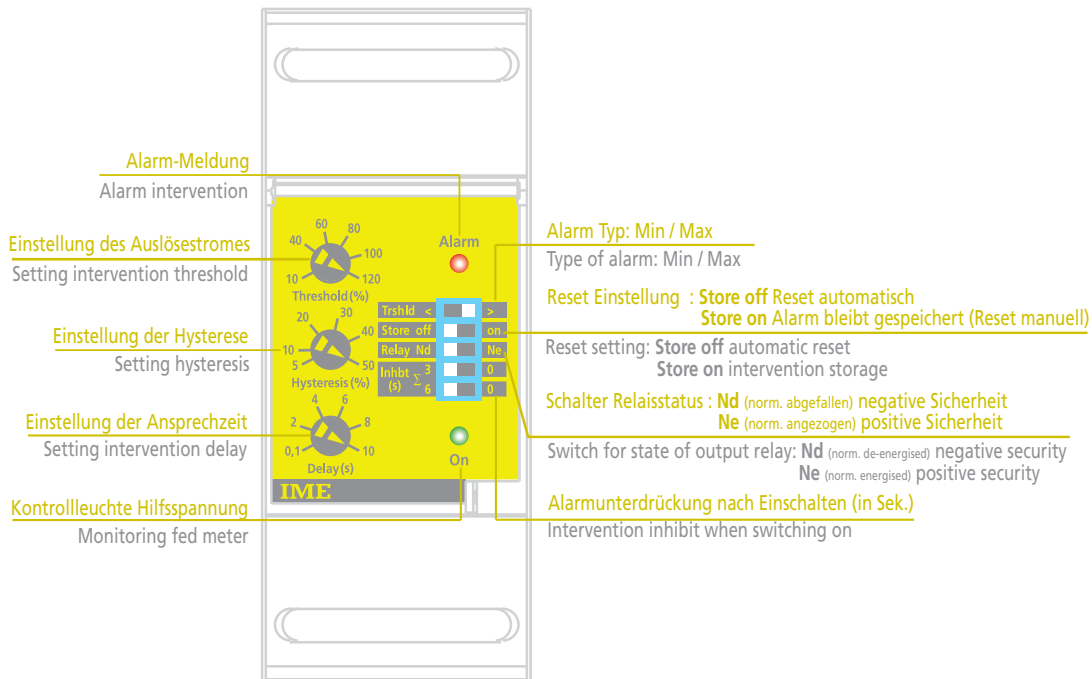 Alarm-Meldung
Alarm intervention
Einstellung des Auslösestromes
Setting intervention threshold
Einstellung der Hysterese
Setting hysteresis
Einstellung der Ansprechzeit
Setting intervention delay
Kontrollleuchte Hilfsspannung
Monitoring fed meter
10 40 60 80 100 120
Threshold (%)
Alarm
5 10 20 30 40 50
Hysteresis (%)
Trshld < >
Store off on
Relay Nd Ne
Inhbt (s) Σ 3 0
6 0
0,1 2 4 6 8 10
Delay (s)
On
IME
Alarm Typ: Min / Max
Type of alarm: Min / Max
Reset Einstellung : Store off Reset automatisch
Store on Alarm bleibt gespeichert (Reset manuell)
Reset setting: Store off automatic reset
Store on intervention storage
Schalter Relaisstatus : Nd (norm. abgefallen) negative Sicherheit
Ne (norm. angezogen) positive Sicherheit
Switch for state of output relay: Nd (norm. de-energised) negative security
Ne (norm. energised) positive security
Alarmunterdrückung nach Einschalten (in Sek.)
Intervention inhibit when switching on